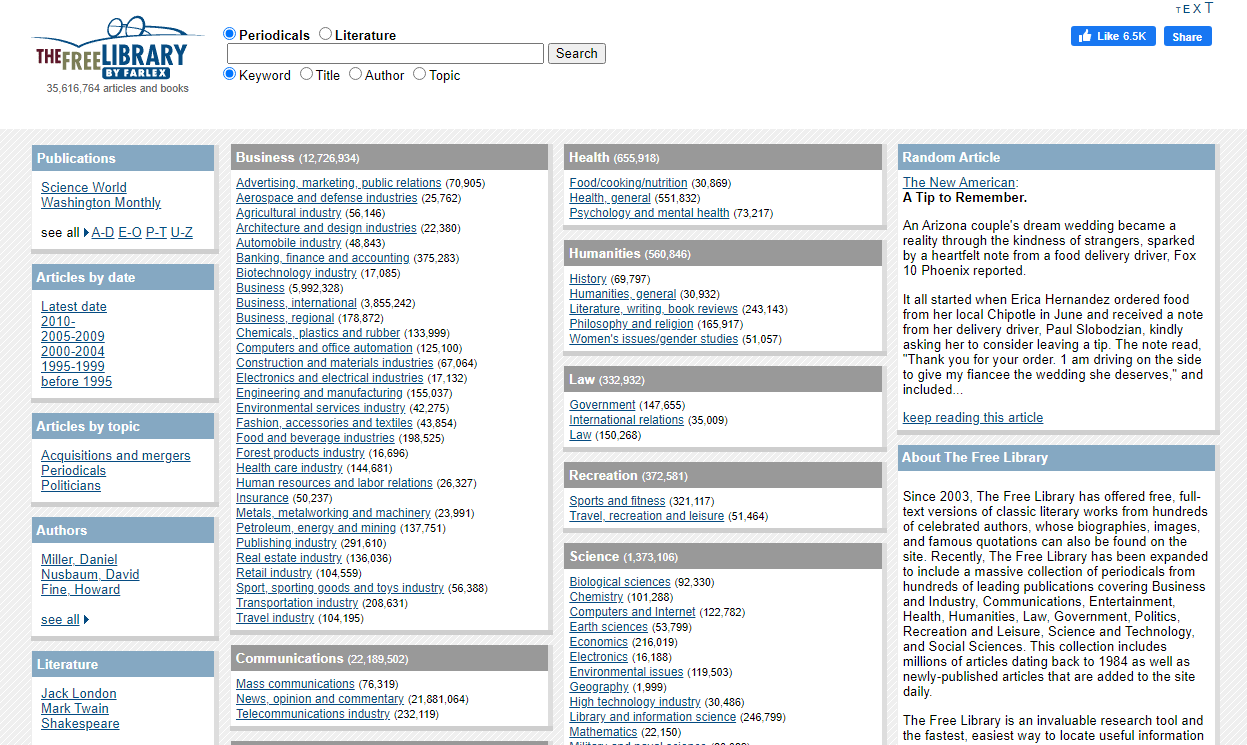 TEXT
THEFREELIBRARY
BY FARLEX
35,616,764 articles and books
Periodicals Literature
Search
Keyword Title Author Topic
Like 6.5K Share
Publications
Science World
Washington Monthly
see all A-D E-O P-T U-Z
Articles by date
Latest date
2010-
2005-2009
2000-2004
1995-1999
before 1995
Articles by topic
Acquisitions and mergers
Periodicals
Politicians
Authors
Miller, Daniel
Nusbaum, David
Fine, Howard
see all
Literature
Jack London
Mark Twain
Shakespeare
Business (12,726,934)
Advertising, marketing, public relations (70,905)
Aerospace and defense industries (25,762)
Agricultural industry (56,146)
Architecture and design industries (22,380)
Automobile industry (48,843)
Banking, finance and accounting (375,283)
Biotechnology industry (17,085)
Business (5,992,328)
Business, international (3,855,242)
Business, regional (178,872)
Chemicals, plastics and rubber (133,999)
Computers and office automation (125,100)
Construction and materials industries (67,064)
Electronics and electrical industries (17,132)
Engineering and manufacturing (155,037)
Environmental services industry (42,275)
Fashion, accessories and textiles (43,854)
Food and beverage industries (198,525)
Forest products industry (16,696)
Health care industry (144,681)
Human resources and labor relations (26,327)
Insurance (50,237)
Metals, metalworking and machinery (23,991)
Petroleum, energy and mining (137,751)
Publishing industry (291,610)
Real estate industry (136,036)
Retail industry (104,559)
Sport, sporting goods and toys industry (56,388)
Transportation industry (208,631)
Travel industry (104,195)
Communications (22,189,502)
Mass communications (76,319)
News, opinion and commentary (21,881,064)
Telecommunications industry (232,119)
Health (655,918)
Food/cooking/nutrition (30,869)
Health, general (551,832)
Psychology and mental health (73,217)
Humanities (560,846)
History (69,797)
Humanities, general (30,932)
Literature, writing, book reviews (243,143)
Philosophy and religion (165,917)
Women's issues/gender studies (51,057)
Law (332,932)
Government (147,655)
International relations (35,009)
Law (150,268)
Recreation (372,581)
Sports and fitness (321,117)
Travel, recreation and leisure (51,464)
Science (1,373,106)
Biological sciences (92,330)
Chemistry (101,288)
Computers and Internet (122,782)
Earth sciences (53,799)
Economics (216,019)
Electronics (16,188)
Environmental issues (119,503)
Geography (1,999)
High technology industry (30,486)
Library and information science (246,799)
Mathematics (22,150)
Random Article
The New American:
A Tip to Remember.
An Arizona couple's dream wedding became a
reality through the kindness of strangers, sparked
by a heartfelt note from a food delivery driver, Fox
10 Phoenix reported.
It all started when Erica Hernandez ordered food
from her local Chipotle in June and received a note
from her delivery driver, Paul Slobodzian, kindly
asking her to consider leaving a tip. The note read,
"Thank you for your order. 1 am driving on the side
to give my fiancee the wedding she deserves," and
included...
keep reading this article
About The Free Library
Since 2003, The Free Library has offered free, full-
text versions of classic literary works from hundreds
of celebrated authors, whose biographies, images,
and famous quotations can also be found on the
site. Recently, The Free Library has been expanded
to include a massive collection of periodicals from
hundreds of leading publications covering Business
and Industry, Communications, Entertainment,
Health, Humanities, Law, Government, Politics,
Recreation and Leisure, Science and Technology,
and Social Sciences. This collection includes
millions of articles dating back to 1984 as well as
newly-published articles that are added to the site
daily.
The Free Library is an invaluable research tool and
the fastest, easiest way to locate useful information